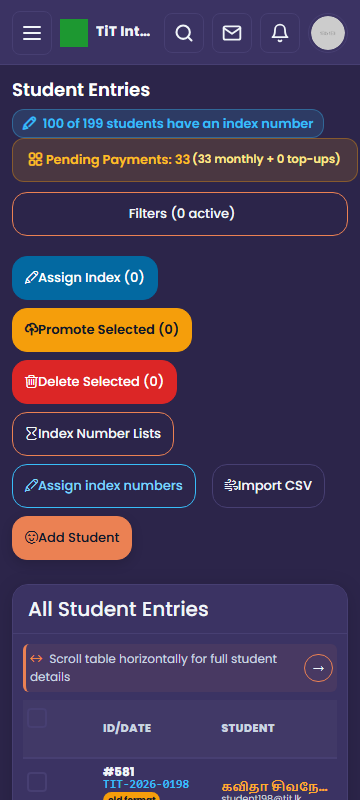 TiT Int...
Student Entries
100 of 199 students have an index number
Pending Payments: 33 (33 monthly + 0 top-ups)
Filters (0 active)
Assign Index (0)
Promote Selected (0)
Delete Selected (0)
Index Number Lists
Assign index numbers
Import CSV
Add Student
All Student Entries
↔ Scroll table horizontally for full student
details
→
ID/DATE STUDENT
#581
TIT-2026-0198
கவிதா சிவநே...
old format
student198@tit.lk